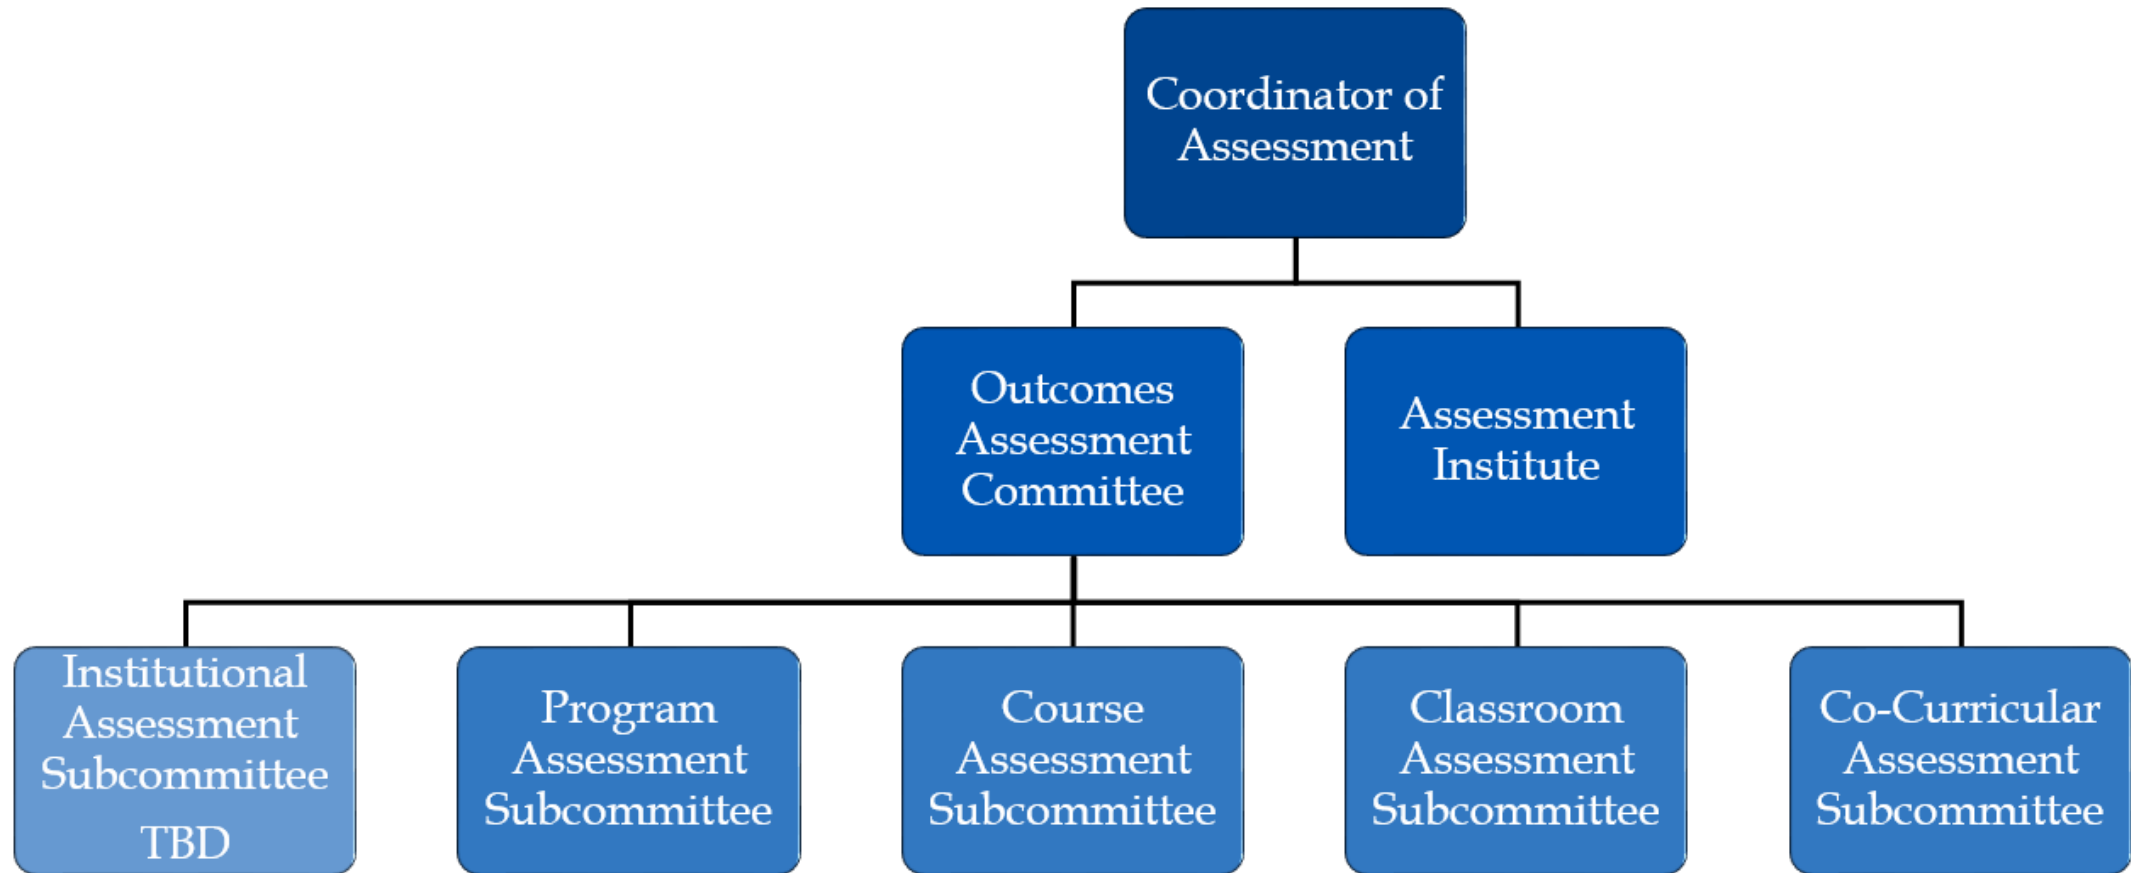 Coordinator of
Assessment
Outcomes
Assessment
Committee
Assessment
Institute
Institutional
Assessment
Subcommittee
TBD
Program
Assessment
Subcommittee
Course
Assessment
Subcommittee
Classroom
Assessment
Subcommittee
Co-Curricular
Assessment
Subcommittee